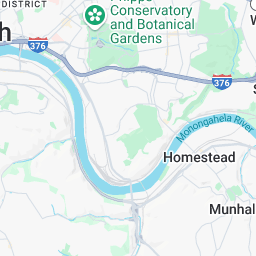 DISTRICT
Phipps
Conservatory
and Botanical
Gardens
h
376
376
Monongahela River
Homestead
Munhal